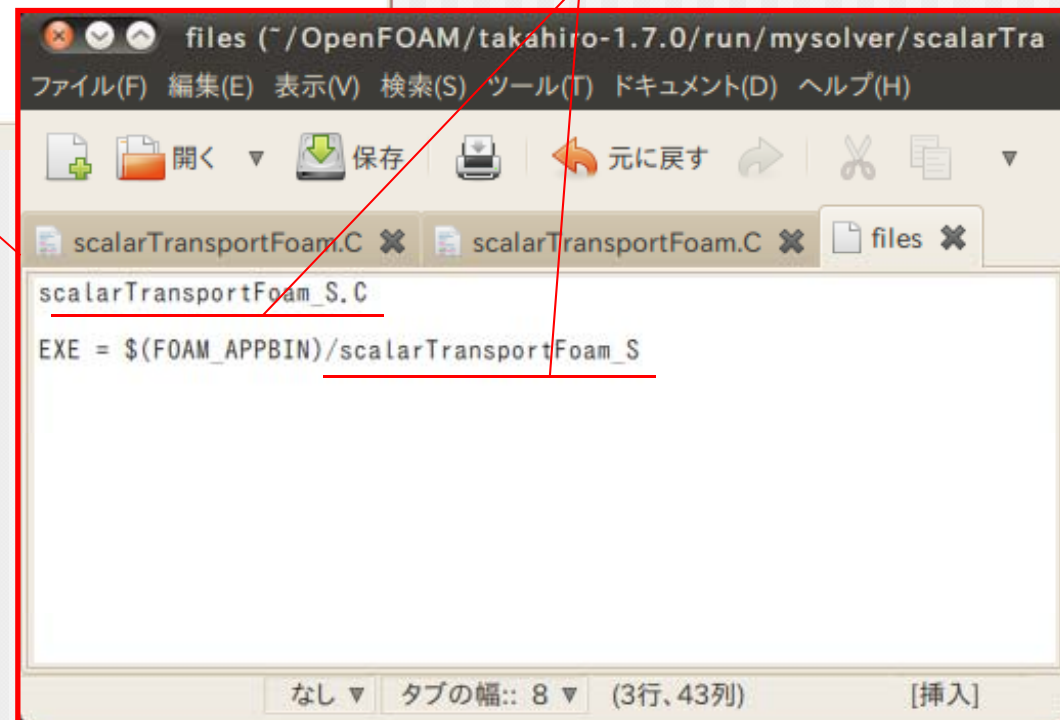 files (~/OpenFOAM/takahiro-1.7.0/run/mysolver/scalarTra
ファイル(F) 編集(E) 表示(V) 検索(S) ツール(T) ドキュメント(D) ヘルプ(H)
開く 保存 元に戻す
scalarTransportFoam.C scalarTransportFoam.C files
scalarTransportFoam_S.C
EXE = $(FOAM_APPBIN)/scalarTransportFoam_S
なし タブの幅:: 8 (3行、43列) [挿入]